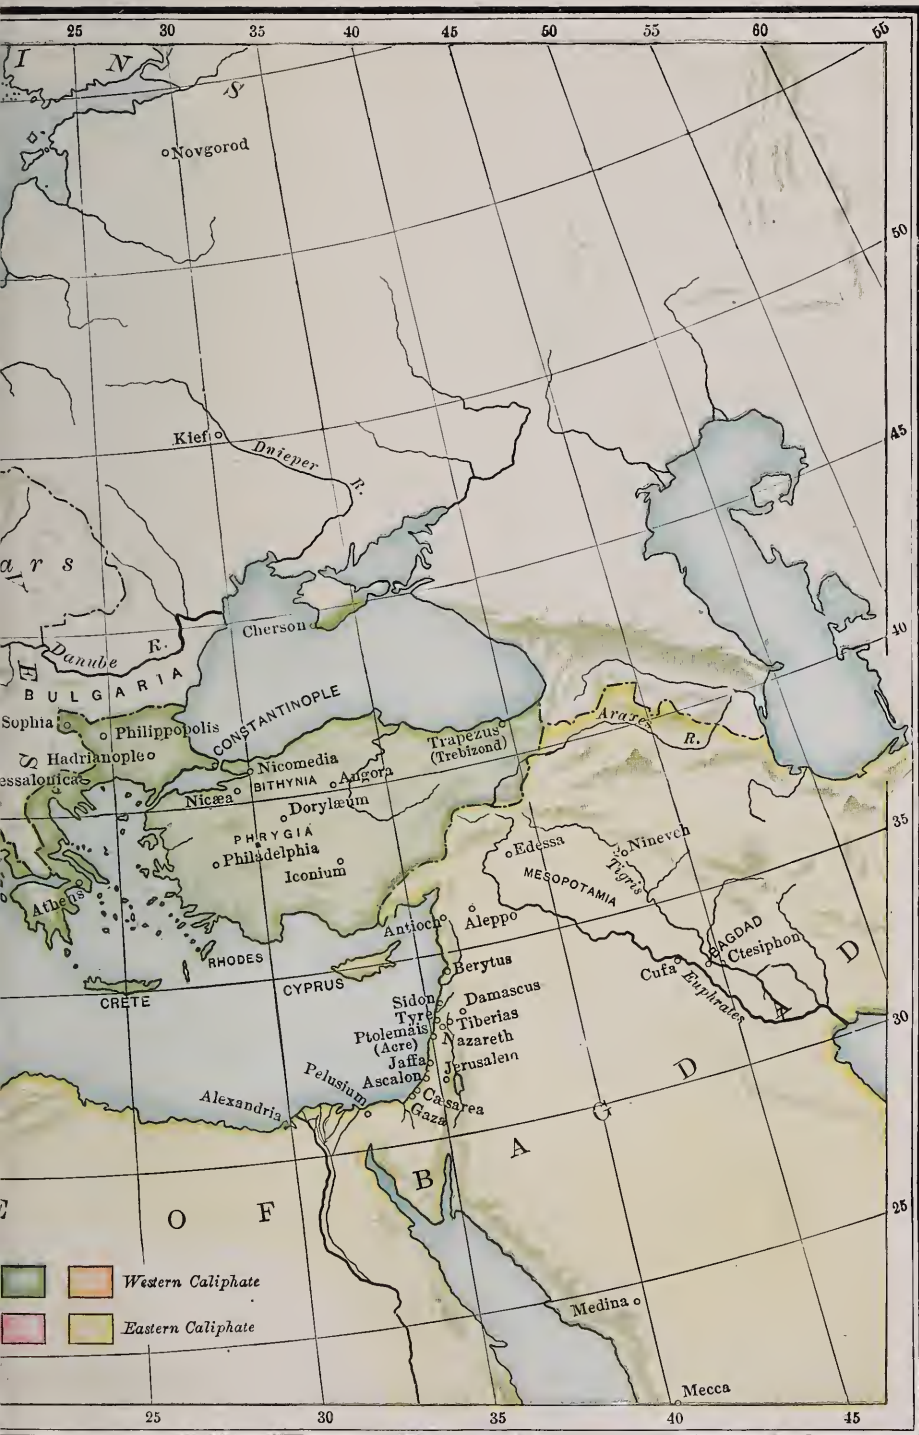 25 30 35 40 45 50 55 60 65
I N S
Novgorod
50
45
Kief
Dnieper R.
a r s
Cherson
40
Danube R.
E
BULGARIA
CONSTANTINOPLE
Sophia
Philippopolis
Trapezus
(Trebizond)
Araxes R.
S
Hadrianople
Nicomedia
essalonica
BITHYNIA
Angora
Nicæa
Dorylæum
PHRYGIA
35
Philadelphia
Iconium
Edessa
Nineveh
Tigris
MESOPOTAMIA
Athens
Antioch
Aleppo
BAGDAD
Ctesiphon
RHODES
CYPRUS
CRETE
Berytus
Cufa
Euphrates
Sidon
Damascus
Tyre
Tiberias
Ptolemais
(Acre)
Nazareth
30
Jaffa
Jerusalem
Ascalon
Pelusium
Cæsarea
Alexandria
Gaza
E OF BAGDAD
25
Western Caliphate
Eastern Caliphate
Medina
Mecca
25 30 35 40 45